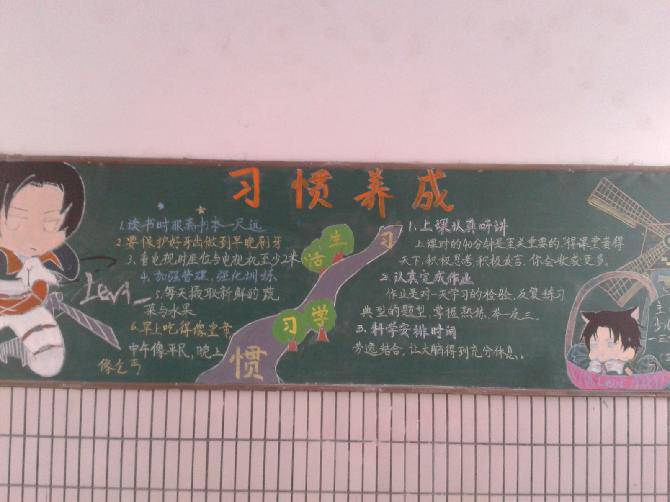 习惯养成
1.读书时眼离书本一尺远
2.要保护好牙齿做到早晚刷牙
3.看电视时座位与电视机至少2米
4.加强管理,强化训练
5.每天摄取新鲜的蔬
菜与水果
6.早上吃得像皇帝
中午像平民,晚上
像乞丐
Levi
生
活
习
学
习
惯
1.上课认真听讲
上课时的40分钟是至关重要的,得课堂者得
天下,积极思考,积极发言,你会收获更多。
2.认真完成作业
作业是对一天学习的检验,反复练习
典型的题型,掌握熟练,举一反三。
3.科学安排时间
劳逸结合,让大脑得到充分休息。
Levi